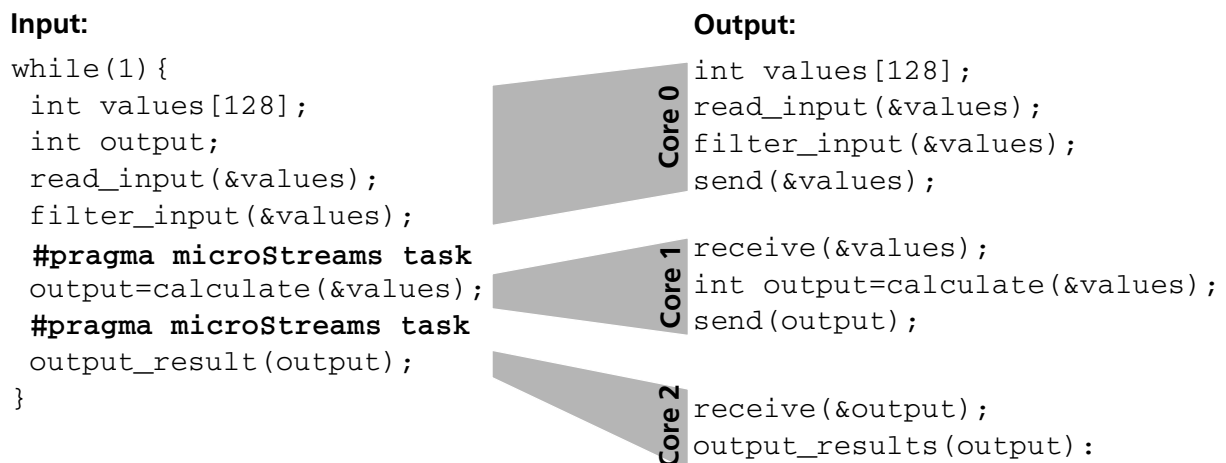 Input:
while(1){
int values[128];
int output;
read_input(&values);
filter_input(&values);
#pragma microStreams task
output=calculate(&values);
#pragma microStreams task
output_result(output);
}
Output:
Core 0
int values[128];
read_input(&values);
filter_input(&values);
send(&values);
Core 1
receive(&values);
int output=calculate(&values);
send(output);
Core 2
receive(&output);
output_results(output):